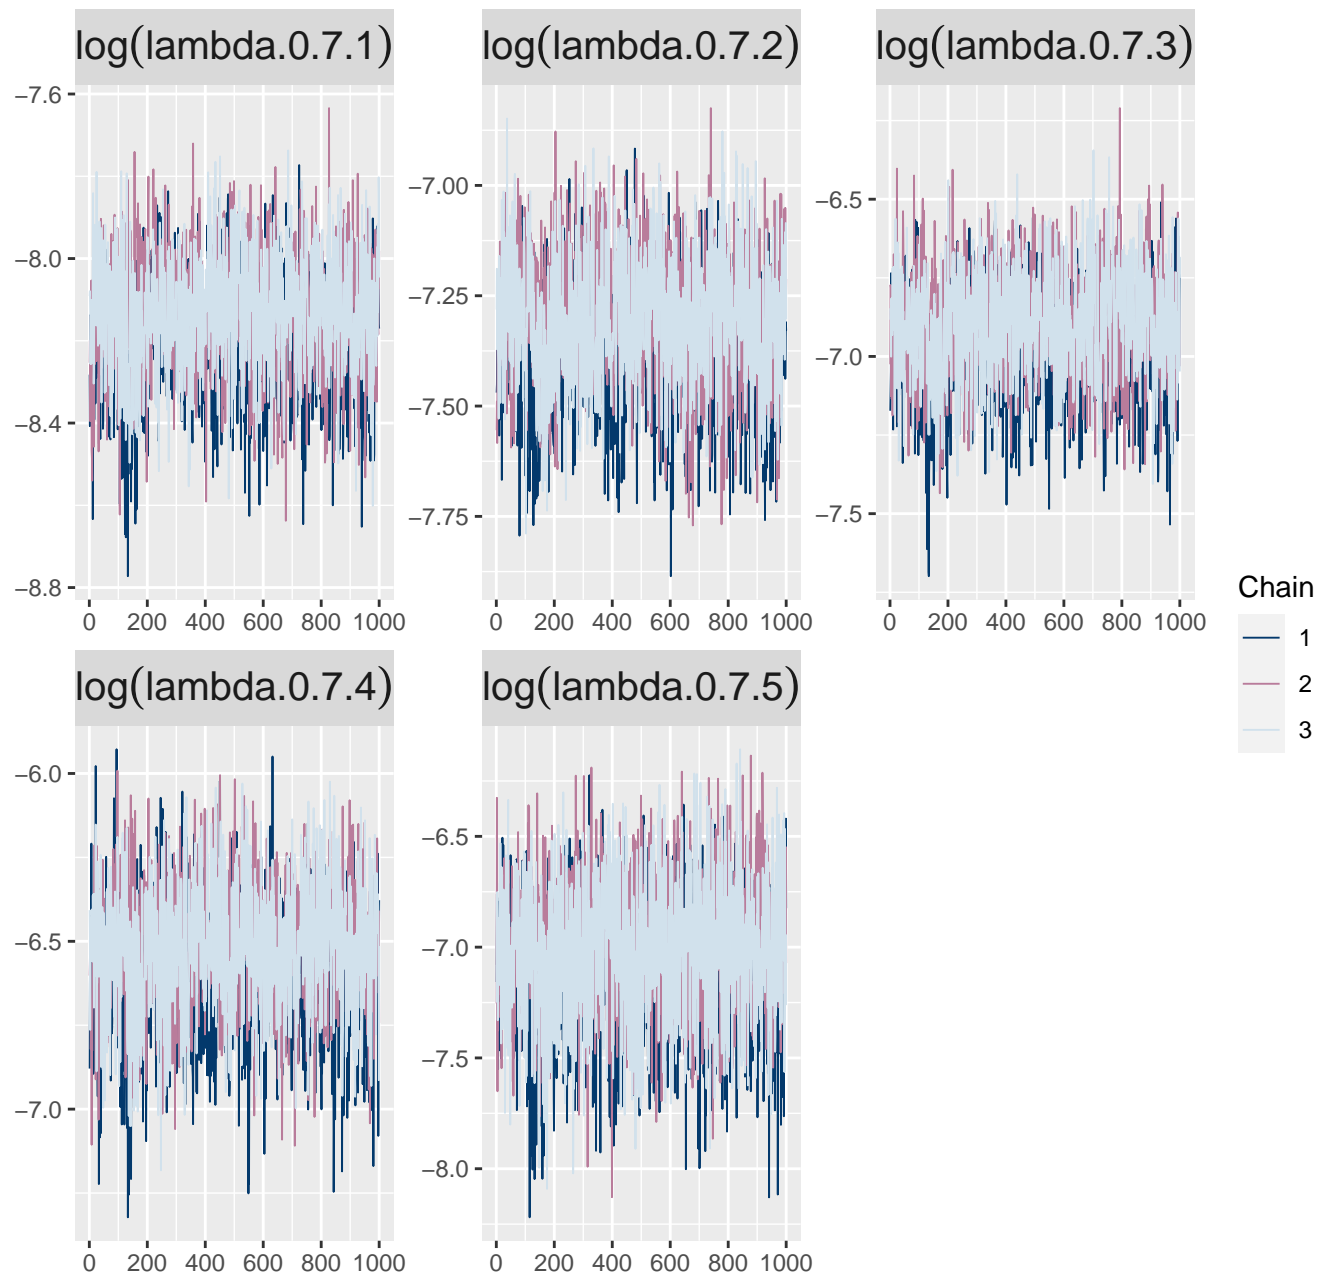 log(lambda.0.7.1)
log(lambda.0.7.2)
log(lambda.0.7.3)
−7.6
−8.0
−8.4
−8.8
−7.00
−7.25
−7.50
−7.75
−6.5
−7.0
−7.5
0 200 400 600 800 1000
0 200 400 600 800 1000
0 200 400 600 800 1000
Chain
1
2
3
log(lambda.0.7.4)
log(lambda.0.7.5)
−6.0
−6.5
−7.0
−6.5
−7.0
−7.5
−8.0
0 200 400 600 800 1000
0 200 400 600 800 1000